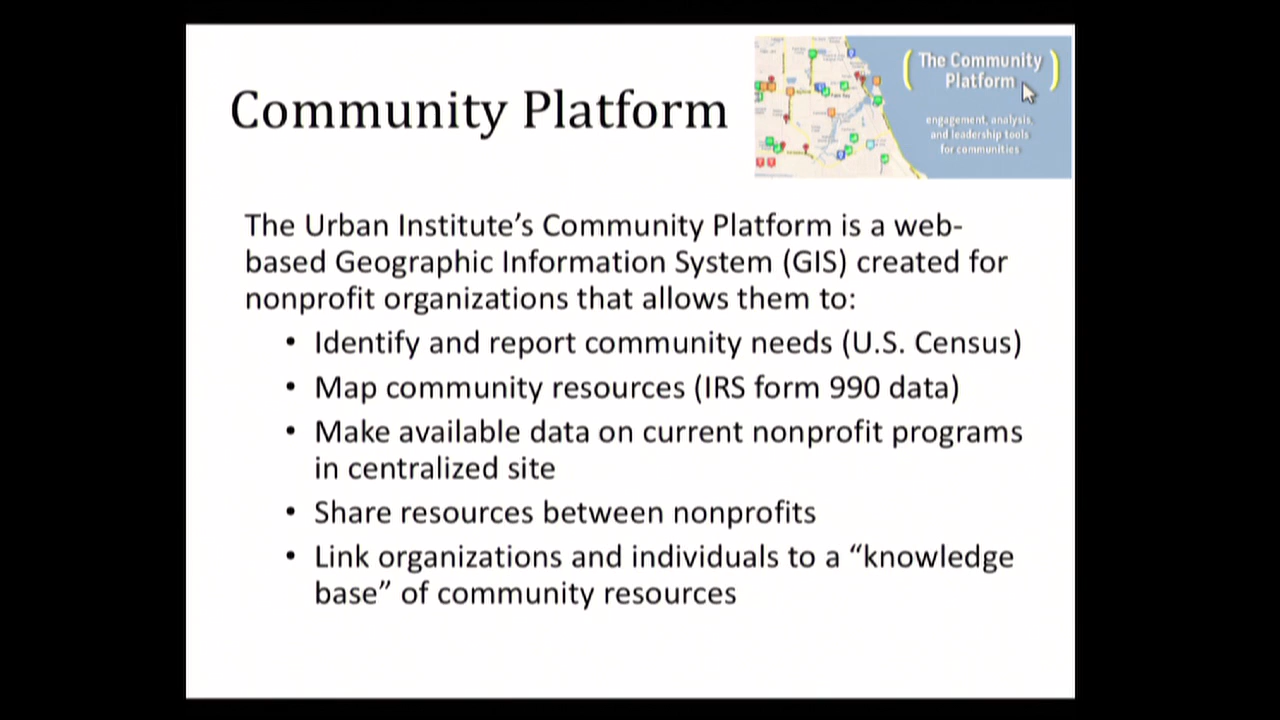 Community Platform
The Community
Platform
engagement, analysis,
and leadership tools
for communities
The Urban Institute’s Community Platform is a web-
based Geographic Information System (GIS) created for
nonprofit organizations that allows them to:
• Identify and report community needs (U.S. Census)
• Map community resources (IRS form 990 data)
• Make available data on current nonprofit programs
in centralized site
• Share resources between nonprofits
• Link organizations and individuals to a “knowledge
base” of community resources